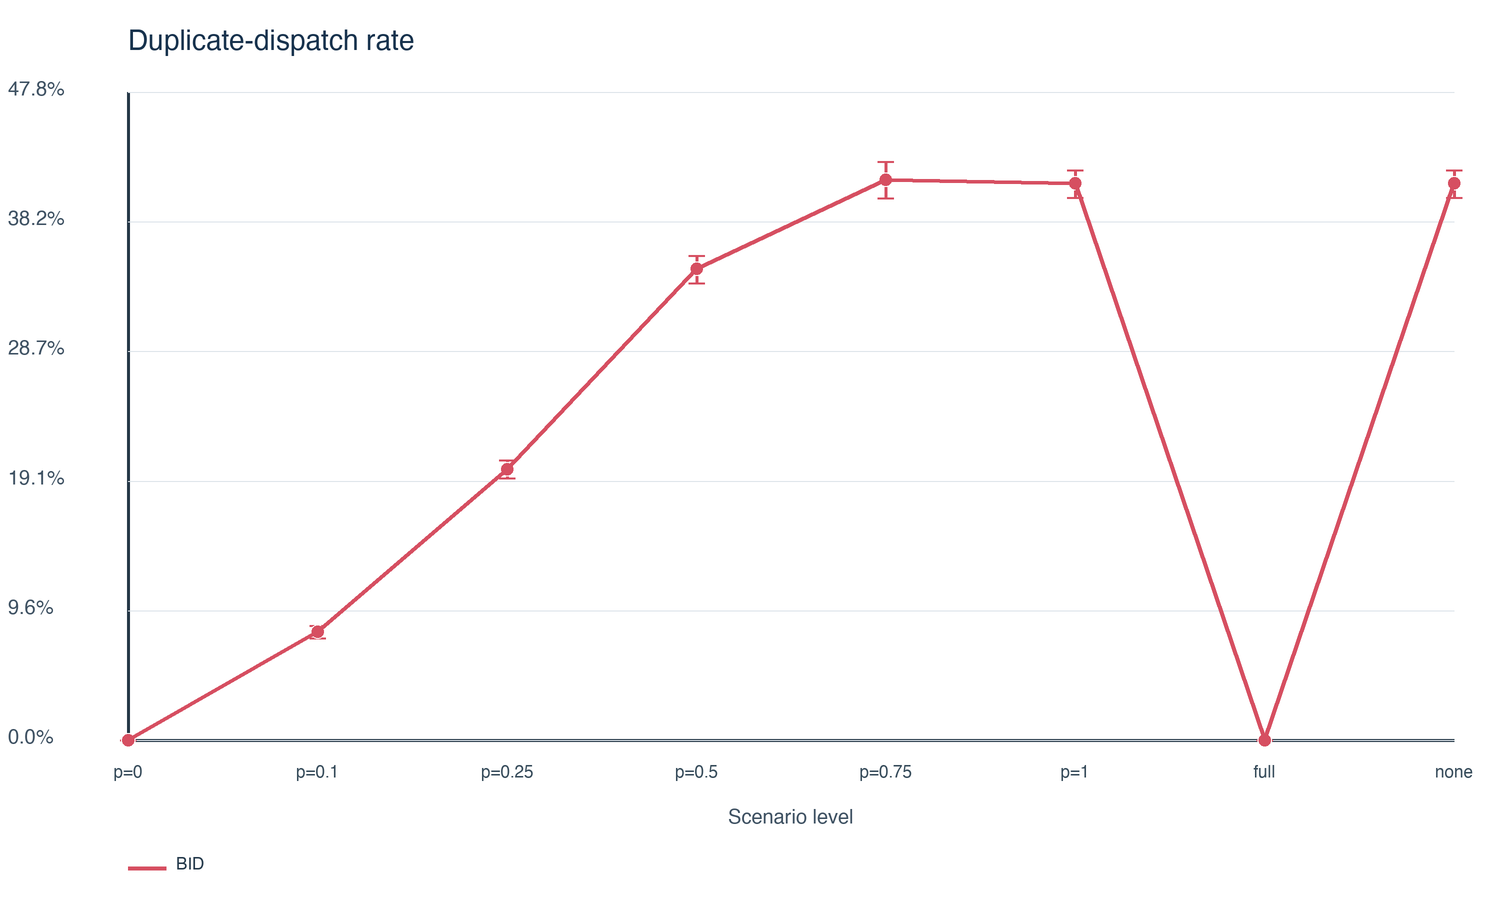 Duplicate-dispatch rate
47.8%
38.2%
28.7%
19.1%
9.6%
0.0%
p=0 p=0.1 p=0.25 p=0.5 p=0.75 p=1 full none
Scenario level
BID